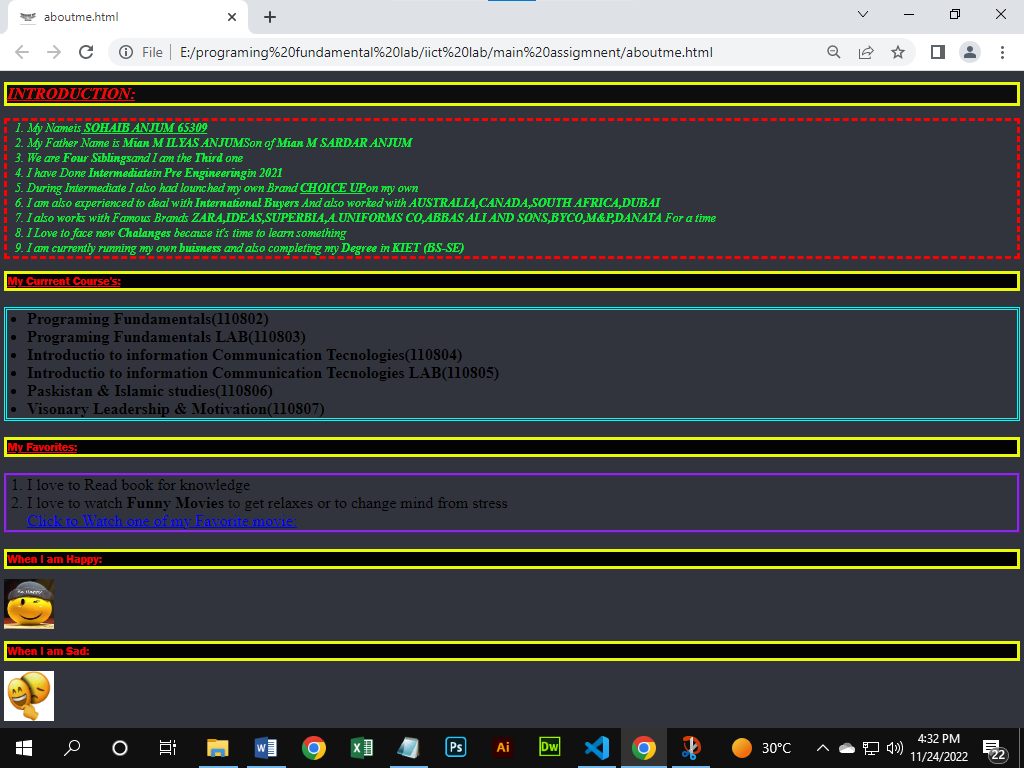 aboutme.html
File | E:/programing%20fundamental%20lab/iict%20lab/main%20assigmnent/aboutme.html
INTRODUCTION:
1. My Nameis SOHAIB ANJUM 65309
2. My Father Name is Mian M ILYAS ANJUMSon of Mian M SARDAR ANJUM
3. We are Four Siblingsand I am the Third one
4. I have Done Intermediatein Pre Engineeringin 2021
5. During Intermediate I also had lounched my own Brand CHOICE UPon my own
6. I am also experienced to deal with International Buyers And also worked with AUSTRALIA,CANADA,SOUTH AFRICA,DUBAI
7. I also works with Famous Brands ZARA,IDEAS,SUPERBIA,A.UNIFORMS CO,ABBAS ALI AND SONS,BYCO,M&P,DANATA For a time
8. I Love to face new Chalanges because it's time to learn something
9. I am currently running my own buisness and also completing my Degree in KIET (BS-SE)
My Currrent Course's:
• Programing Fundamentals(110802)
• Programing Fundamentals LAB(110803)
• Introductio to information Communication Tecnologies(110804)
• Introductio to information Communication Tecnologies LAB(110805)
• Paskistan & Islamic studies(110806)
• Visonary Leadership & Motivation(110807)
My Favorites:
1. I love to Read book for knowledge
2. I love to watch Funny Movies to get relaxes or to change mind from stress
Click to Watch one of my Favorite movie:
When I am Happy:
Be Happy
When I am Sad:
W X Ps Ai Dw
30°C
4:32 PM
11/24/2022
22